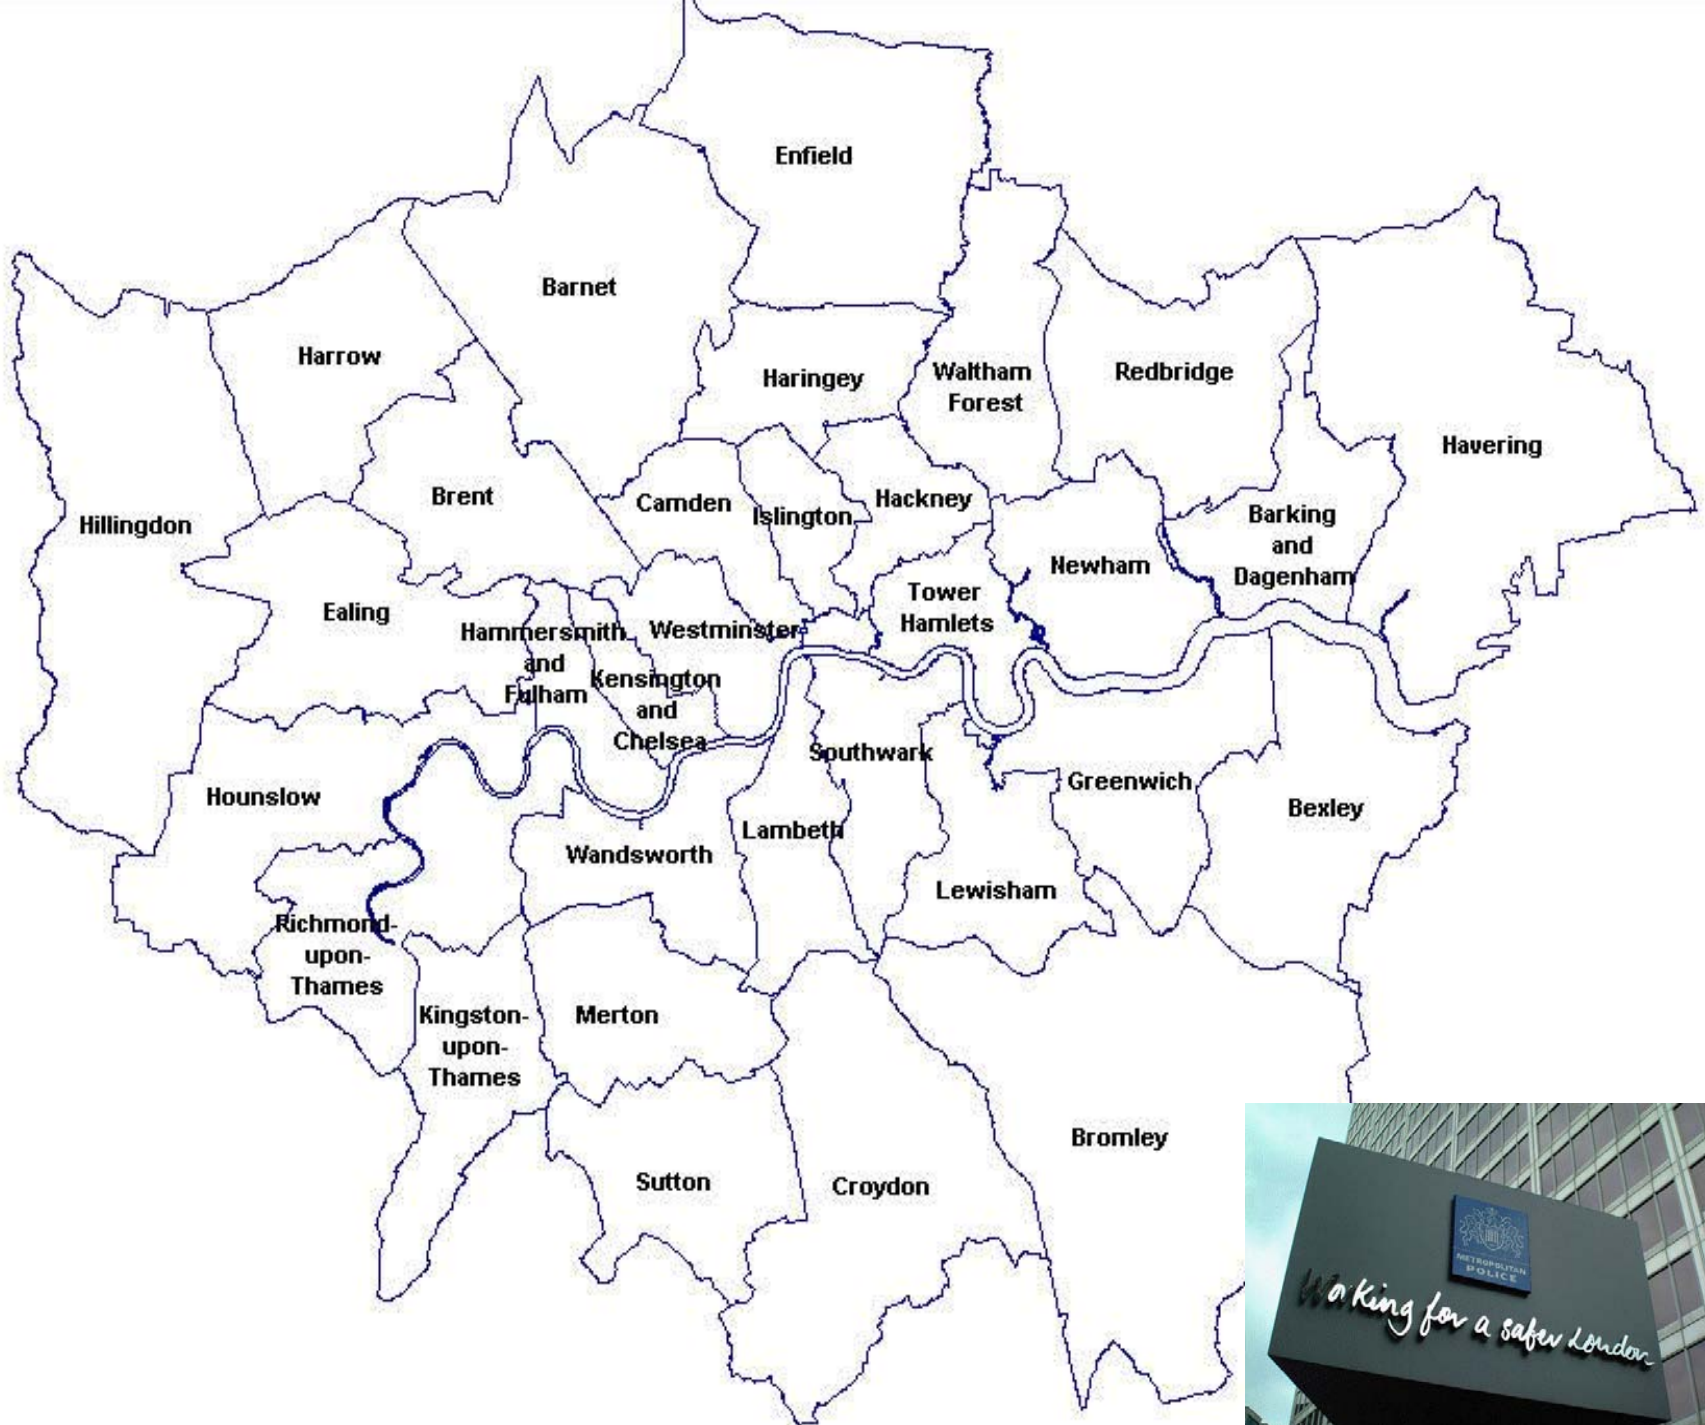 Enfield
Barnet
Harrow
Haringey
Waltham
Forest
Redbridge
Havering
Hillingdon
Brent
Camden
Islington
Hackney
Barking
and
Dagenham
Newham
Tower
Hamlets
Ealing
Hammersmith
and
Fulham
Westminster
Kensington
and
Chelsea
Southwark
Greenwich
Bexley
Hounslow
Lambeth
Wandsworth
Lewisham
Richmond-
upon-
Thames
Kingston-
upon-
Thames
Merton
Bromley
Sutton
Croydon
METROPOLITAN
POLICE
Working for a safer London